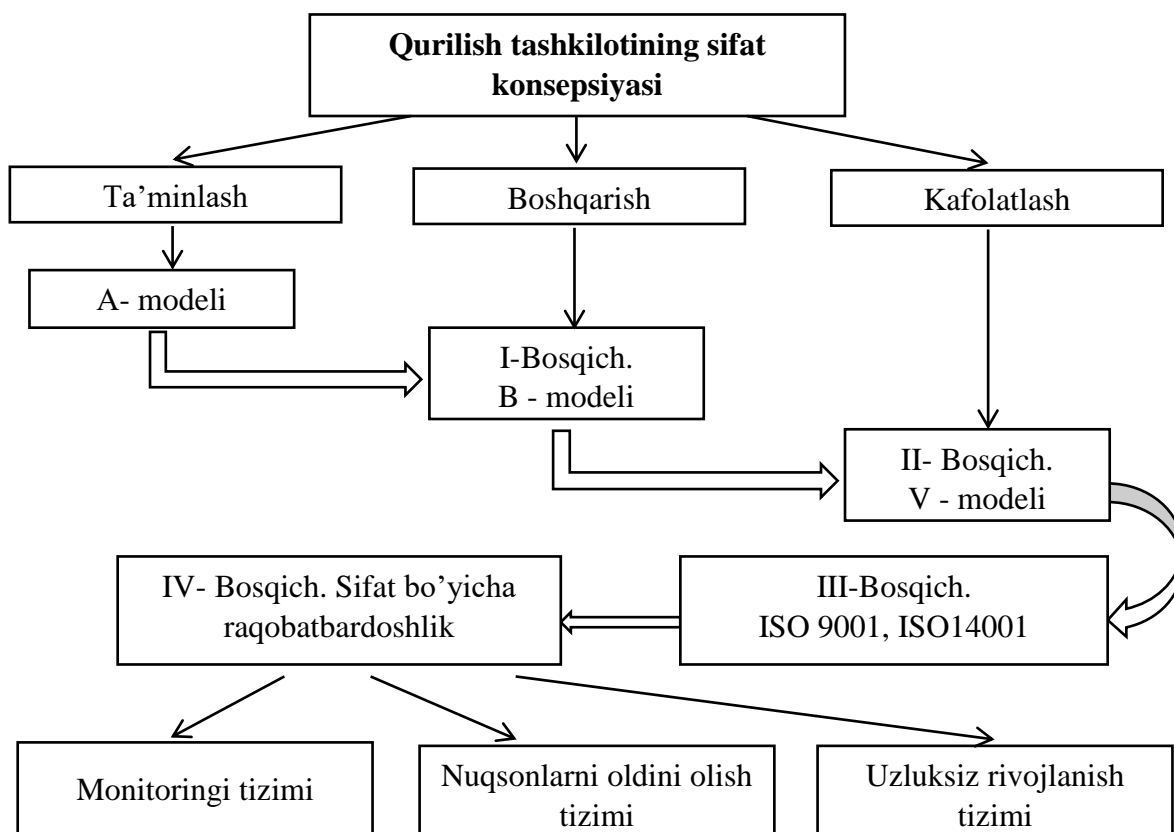 Qurilish tashkilotining sifat
konsepsiyasi
Ta’minlash
Boshqarish
Kafolatlash
A- modeli
I-Bosqich.
B - modeli
II- Bosqich.
V - modeli
IV- Bosqich. Sifat bo’yicha
raqobatbardoshlik
III-Bosqich.
ISO 9001, ISO14001
Monitoringi tizimi
Nuqsonlarni oldini olish
tizimi
Uzluksiz rivojlanish
tizimi